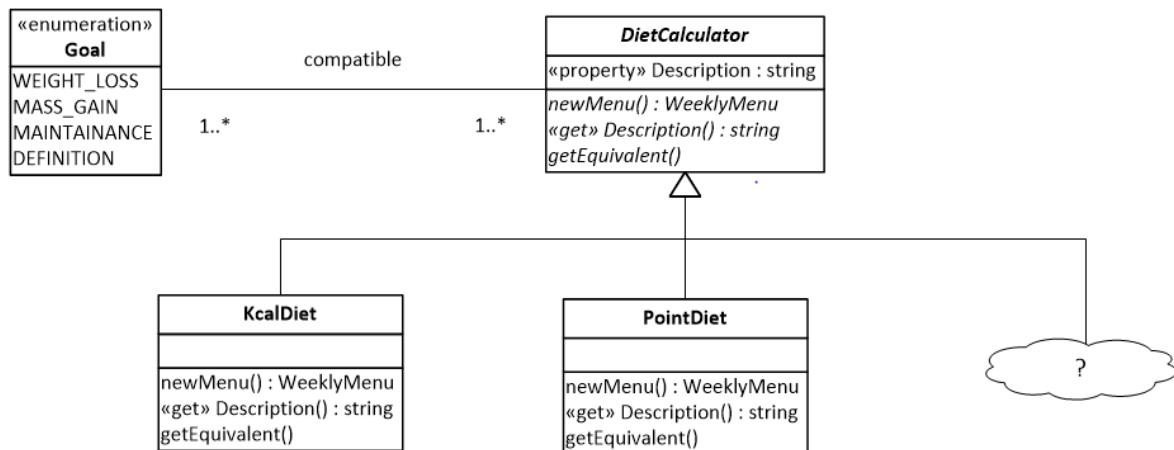 «enumeration»
Goal
WEIGHT_LOSS
MASS_GAIN
MAINTAINANCE
DEFINITION
compatible
1..*
1..*
DietCalculator
«property» Description : string
newMenu() : WeeklyMenu
«get» Description() : string
getEquivalent()
KcalDiet
newMenu() : WeeklyMenu
«get» Description() : string
getEquivalent()
PointDiet
newMenu() : WeeklyMenu
«get» Description() : string
getEquivalent()
?